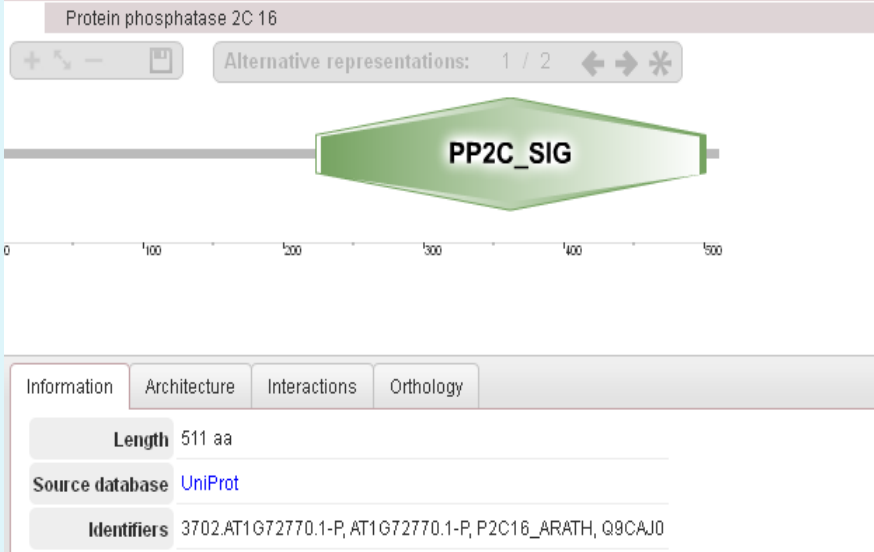 Protein phosphatase 2C 16
Alternative representations: 1 / 2
PP2C_SIG
0 100 200 300 400 500
Information Architecture Interactions Orthology
Length 511 aa
Source database UniProt
Identifiers 3702.AT1G72770.1-P, AT1G72770.1-P, P2C16_ARATH, Q9CAJ0